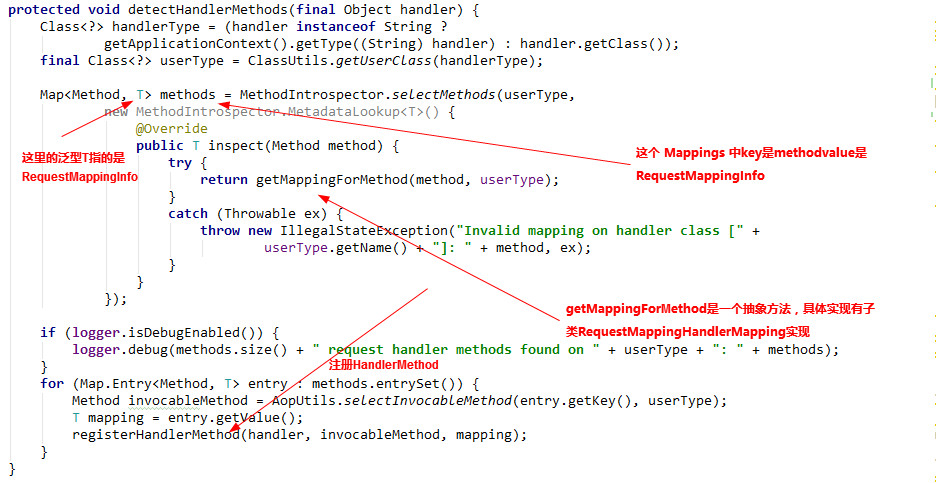 protected void detectHandlerMethods(final Object handler) {
Class<?> handlerType = (handler instanceof String ?
getApplicationContext().getType((String) handler) : handler.getClass());
final Class<?> userType = ClassUtils.getUserClass(handlerType);
Map<Method, T> methods = MethodIntrospector.selectMethods(userType,
new MethodIntrospector.MetadataLookup<T>() {
@Override
public T inspect(Method method) {
这里的泛型T指的是
RequestMappingInfo
这个 Mappings 中key是methodvalue是
RequestMappingInfo
try {
return getMappingForMethod(method, userType);
}
catch (Throwable ex) {
throw new IllegalStateException("Invalid mapping on handler class [" +
userType.getName() + "]: " + method, ex);
}
}
});
getMappingForMethod是一个抽象方法，具体实现有子
类RequestMappingHandlerMapping实现
if (logger.isDebugEnabled()) {
logger.debug(methods.size() + " request handler methods found on " + userType + ": " + methods);
}
注册HandlerMethod
for (Map.Entry<Method, T> entry : methods.entrySet()) {
Method invocableMethod = AopUtils.selectInvocableMethod(entry.getKey(), userType);
T mapping = entry.getValue();
registerHandlerMethod(handler, invocableMethod, mapping);
}
}